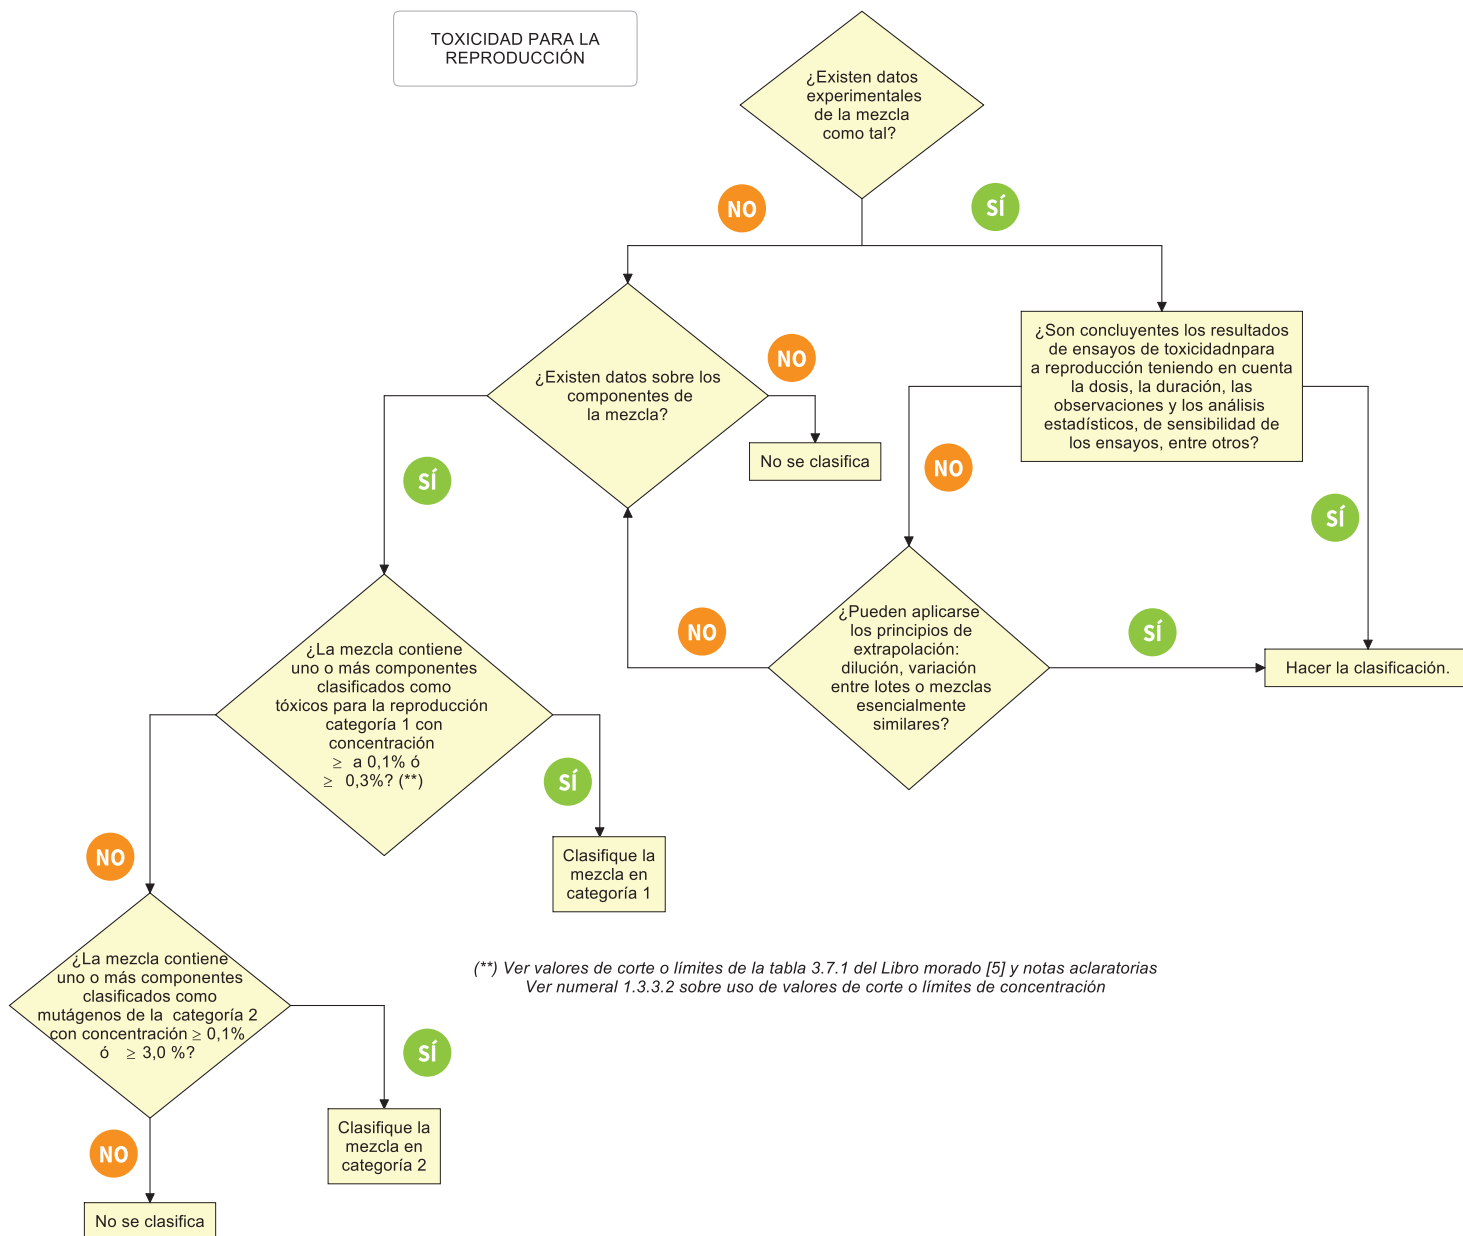 TOXICIDAD PARA LA
REPRODUCCIÓN
¿Existen datos
experimentales
de la mezcla
como tal?
NO
SÍ
¿Existen datos sobre los
componentes de
la mezcla?
NO
No se clasifica
SÍ
¿Son concluyentes los resultados
de ensayos de toxicidadnpara
a reproducción teniendo en cuenta
la dosis, la duración, las
observaciones y los análisis
estadísticos, de sensibilidad de
los ensayos, entre otros?
NO
SÍ
¿Pueden aplicarse
los principios de
extrapolación:
dilución, variación
entre lotes o mezclas
esencialmente
similares?
NO
SÍ
Hacer la clasificación.
¿La mezcla contiene
uno o más componentes
clasificados como
tóxicos para la reproducción
categoría 1 con
concentración
≥ a 0,1% ó
≥ 0,3%? (**)
SÍ
Clasifique la
mezcla en
categoría 1
NO
¿La mezcla contiene
uno o más componentes
clasificados como
mutágenos de la categoría 2
con concentración ≥ 0,1%
ó ≥ 3,0 %?
SÍ
Clasifique la
mezcla en
categoría 2
NO
No se clasifica
(**) Ver valores de corte o límites de la tabla 3.7.1 del Libro morado [5] y notas aclaratorias
Ver numeral 1.3.3.2 sobre uso de valores de corte o límites de concentración